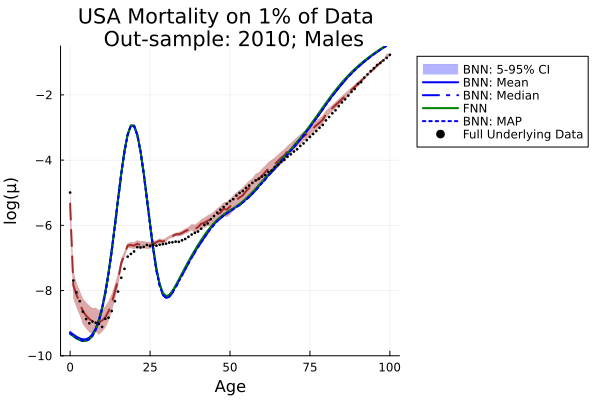 USA Mortality on 1% of Data
Out-sample: 2010; Males
BNN: 5-95% CI
BNN: Mean
BNN: Median
FNN
BNN: MAP
Full Underlying Data
log(μ)
−2
−4
−6
−8
−10
0
25
50
75
100
Age